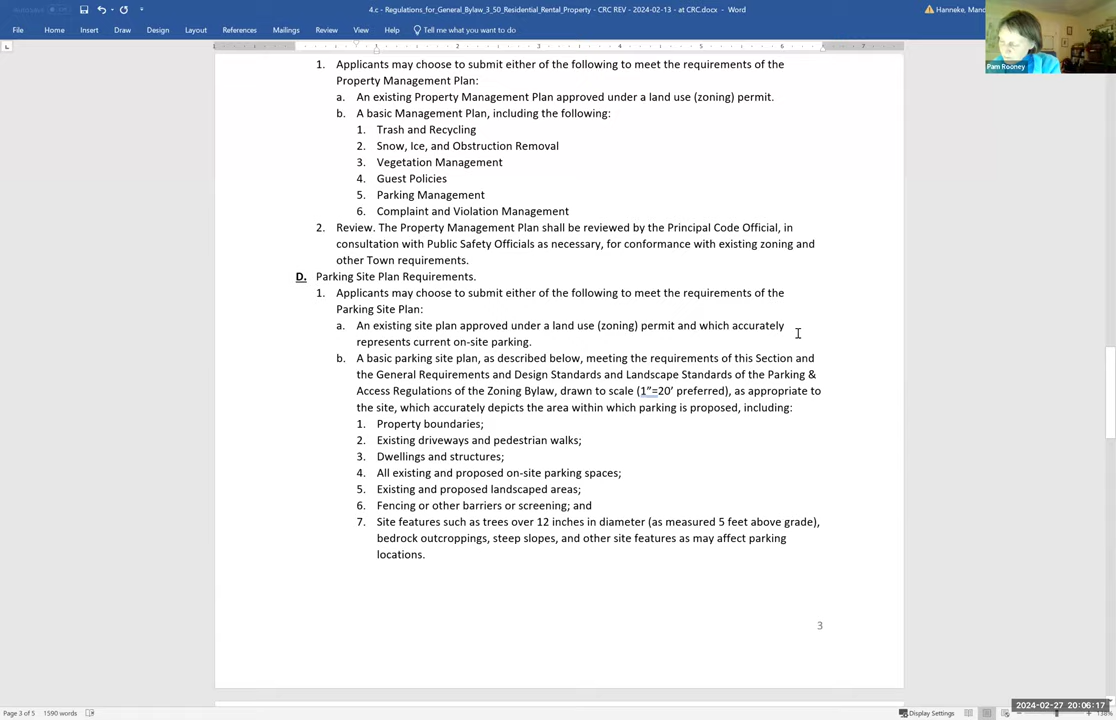 4.c - Regulations_for_General_Bylaw_3_50_Residential_Rental_Property - CRC REV - 2024-02-13 - at CRC.docx - Word
Hanneke, Mand
File Home Insert Draw Design Layout References Mailings Review View Help Tell me what you want to do
Pam Rooney
1. Applicants may choose to submit either of the following to meet the requirements of the
Property Management Plan:
a. An existing Property Management Plan approved under a land use (zoning) permit.
b. A basic Management Plan, including the following:
1. Trash and Recycling
2. Snow, Ice, and Obstruction Removal
3. Vegetation Management
4. Guest Policies
5. Parking Management
6. Complaint and Violation Management
2. Review. The Property Management Plan shall be reviewed by the Principal Code Official, in
consultation with Public Safety Officials as necessary, for conformance with existing zoning and
other Town requirements.
D. Parking Site Plan Requirements.
1. Applicants may choose to submit either of the following to meet the requirements of the
Parking Site Plan:
a. An existing site plan approved under a land use (zoning) permit and which accurately
represents current on-site parking.
b. A basic parking site plan, as described below, meeting the requirements of this Section and
the General Requirements and Design Standards and Landscape Standards of the Parking &
Access Regulations of the Zoning Bylaw, drawn to scale (1”=20’ preferred), as appropriate to
the site, which accurately depicts the area within which parking is proposed, including:
1. Property boundaries;
2. Existing driveways and pedestrian walks;
3. Dwellings and structures;
4. All existing and proposed on-site parking spaces;
5. Existing and proposed landscaped areas;
6. Fencing or other barriers or screening; and
7. Site features such as trees over 12 inches in diameter (as measured 5 feet above grade),
bedrock outcroppings, steep slopes, and other site features as may affect parking
locations.
3
2024-02-27 20:06:17
Page 3 of 5 1590 words
Display Settings